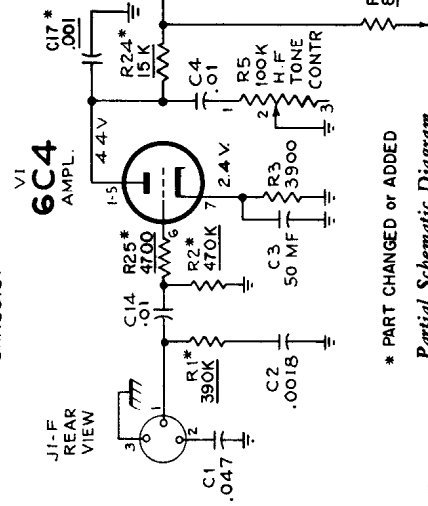 J1-F
REAR
VIEW
V1
6C4
AMPL.
C17*
.001
4.4V
1-5
3
1
2
C14
.01
R25*
4700
6
R24*
15K
R1*
390K
R2*
470K
C4
.01
2.4 V.
7
R5
100K
H.F
TONE
CONTR
1
2
3
C1
.047
C2
.0018
C3
50 MF
R3
3900
* PART CHANGED or ADDED
Partial Schematic Diagram